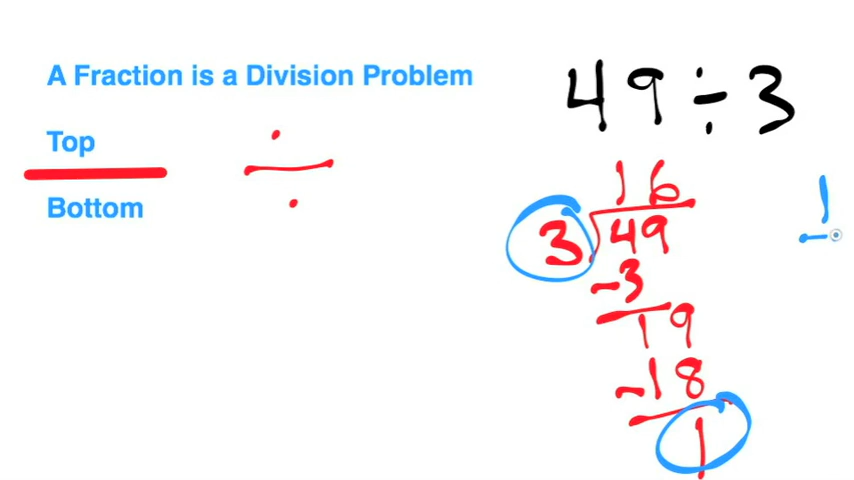 A Fraction is a Division Problem
Top
Bottom
49 ÷ 3
16
3 49
-3
19
-18
1
1